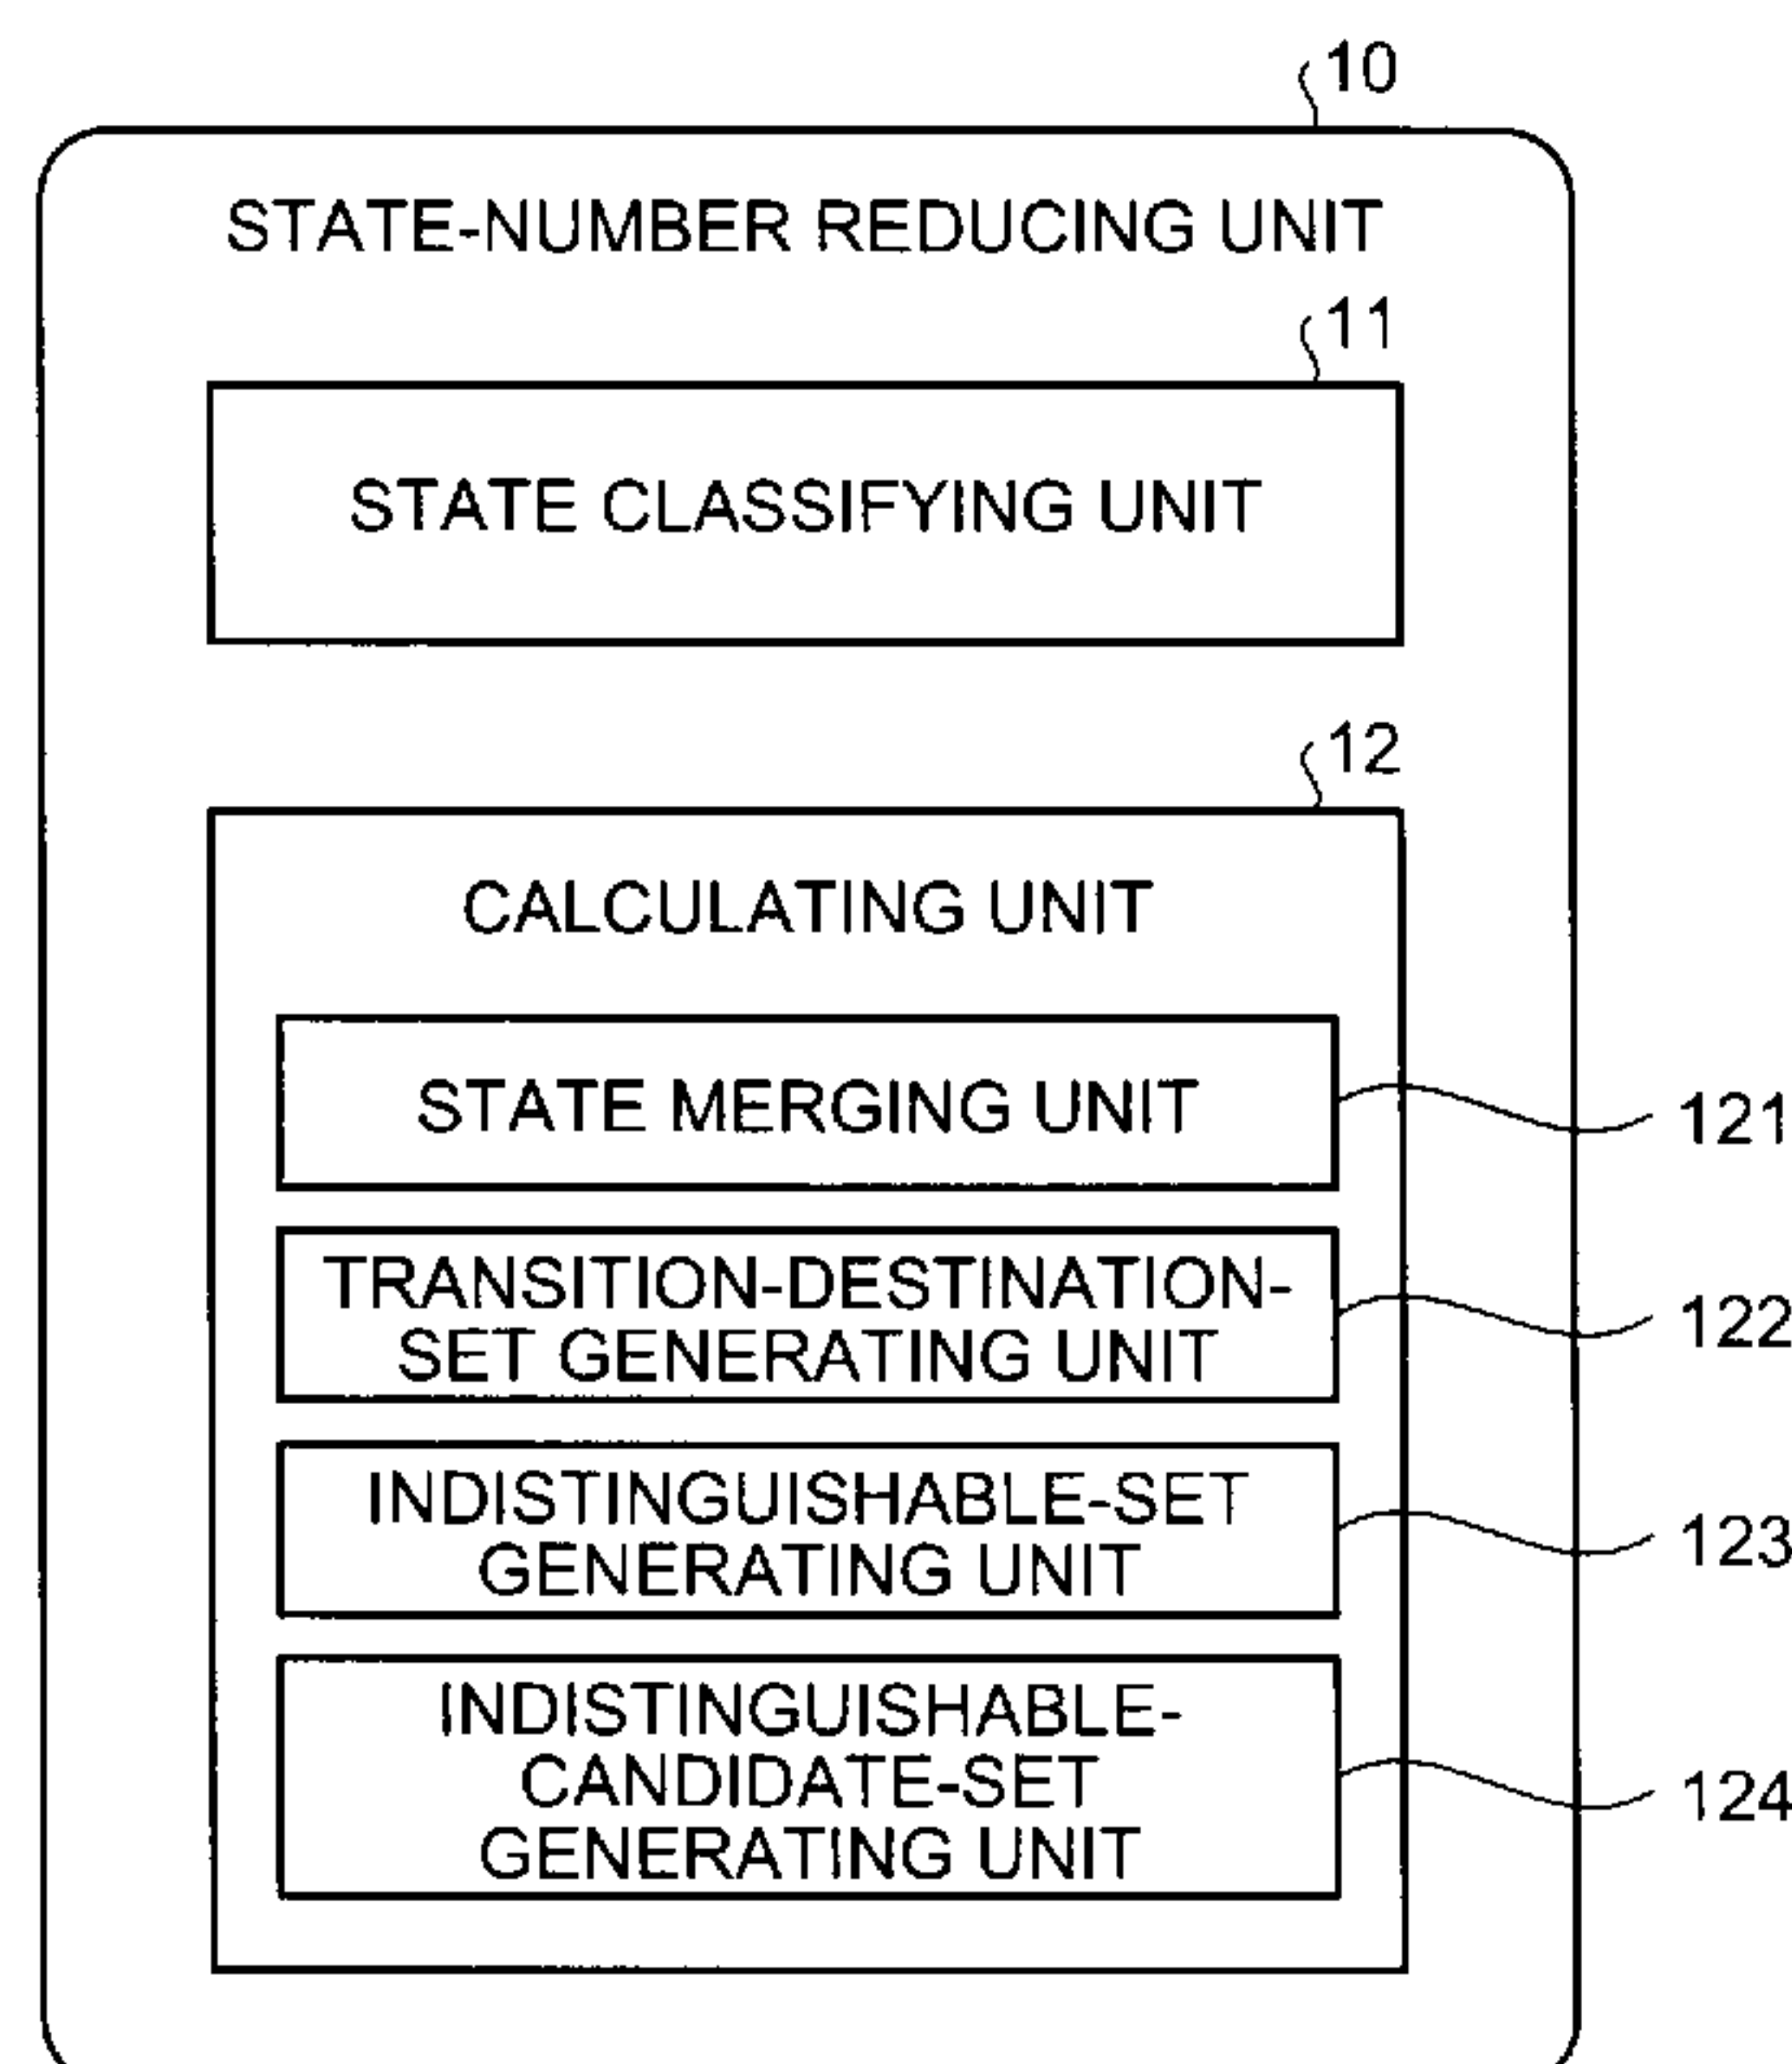 10
STATE-NUMBER REDUCING UNIT
11
STATE CLASSIFYING UNIT
12
CALCULATING UNIT
STATE MERGING UNIT
121
TRANSITION-DESTINATION-
SET GENERATING UNIT
122
INDISTINGUISHABLE-SET
GENERATING UNIT
123
INDISTINGUISHABLE-
CANDIDATE-SET
GENERATING UNIT
124